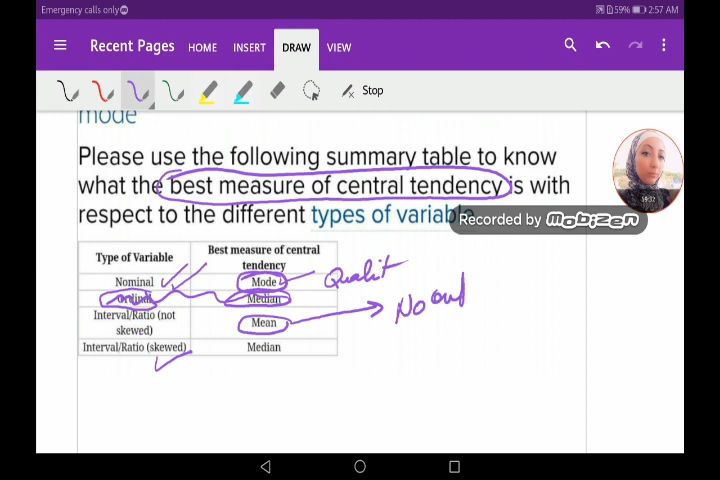 Emergency calls only 59% 2:57 AM
Recent Pages HOME INSERT DRAW VIEW
Stop
mode
Please use the following summary table to know
what the best measure of central tendency is with
respect to the different types of variable
09:32
Recorded by mobizen
Type of Variable Best measure of central
tendency
Nominal Mode Qualit
Ordinal Median
Interval/Ratio (not
skewed) Mean No out
Interval/Ratio (skewed) Median